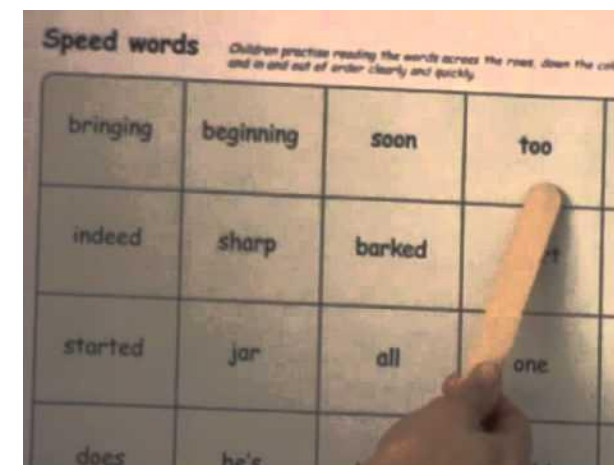 Speed words
Children practise reading the words across the rows, down the
and in and out of order clearly and quickly.
bringing beginning soon too
indeed sharp barked
started jar all one
does he's